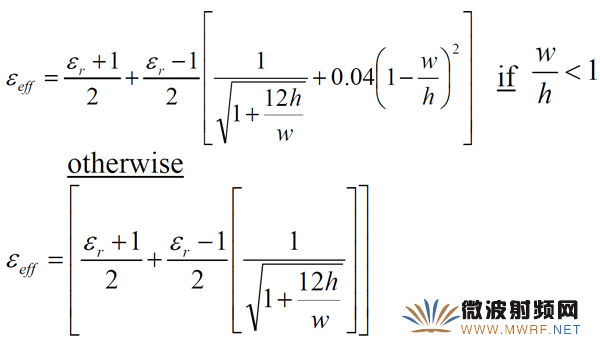 ε_eff = (ε_r + 1)/2 + (ε_r − 1)/2 [ 1/√(1 + 12h/w) + 0.04(1 − w/h)² ] if w/h < 1
otherwise
ε_eff = [ (ε_r + 1)/2 + (ε_r − 1)/2 [ 1/√(1 + 12h/w) ] ]
微波射频网
WWW.MWRF.NET